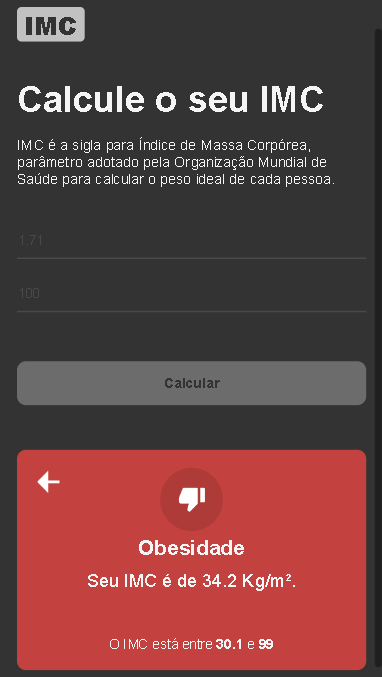 IMC
Calcule o seu IMC
IMC é a sigla para Índice de Massa Corpórea,
parâmetro adotado pela Organização Mundial de
Saúde para calcular o peso ideal de cada pessoa.
1.71
100
Calcular
Obesidade
Seu IMC é de 34.2 Kg/m².
O IMC está entre 30.1 e 99